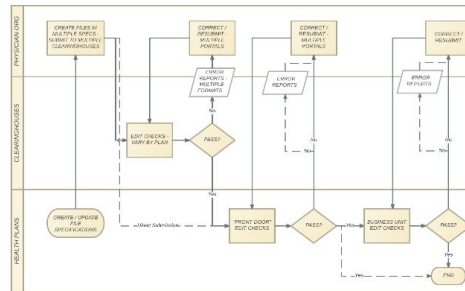 PHYSICIAN ORG
CREATE FILES IN
MULTIPLE SPECS -
SUBMIT TO MULTIPLE
CLEARINGHOUSES
CORRECT /
RESUBMIT -
MULTIPLE
PORTALS
CORRECT /
RESUBMIT -
MULTIPLE
PORTALS
CORRECT /
RESUBMIT
ERROR
REPORTS -
MULTIPLE
FORMATS
ERROR
REPORTS
ERROR
REPORTS
CLEARINGHOUSES
No
No
No
No
No
EDIT CHECKS -
VARY BY PLAN
PASS?
Yes
HEALTH PLANS
CREATE / UPDATE
FILE
SPECIFICATIONS
Direct Submission
"FRONT DOOR"
EDIT CHECKS
PASS?
Yes
BUSINESS UNIT
EDIT CHECKS
PASS?
Yes
Yes
END